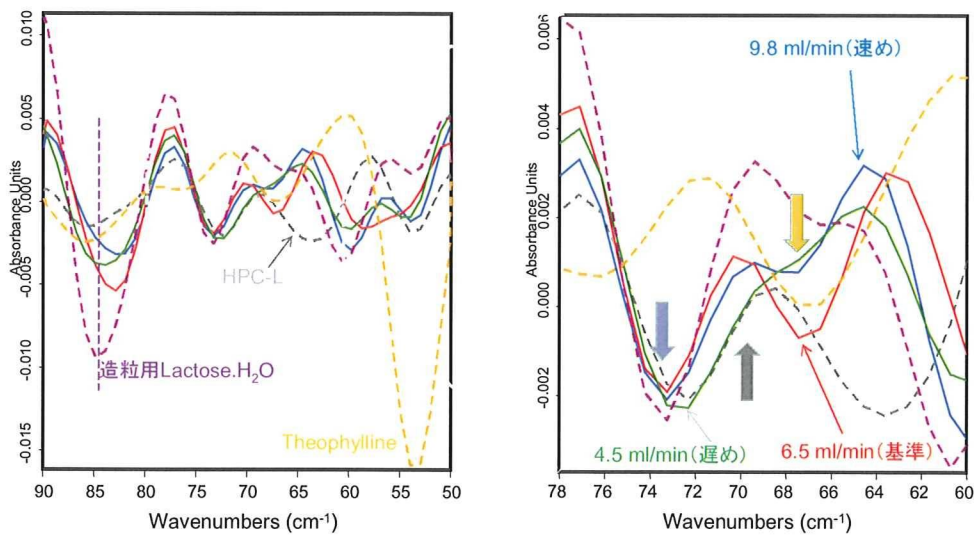 0.010
0.005
0.000
-0.005
-0.010
-0.015
Absorbance Units
HPC-L
造粒用Lactose.H₂O
Theophylline
90 85 80 75 70 65 60 55 50
Wavenumbers (cm⁻¹)
0.006
0.004
0.002
0.000
-0.002
Absorbance Units
9.8 ml/min(速め)
4.5 ml/min(遅め)
6.5 ml/min(基準)
78 76 74 72 70 68 66 64 62 60
Wavenumbers (cm⁻¹)